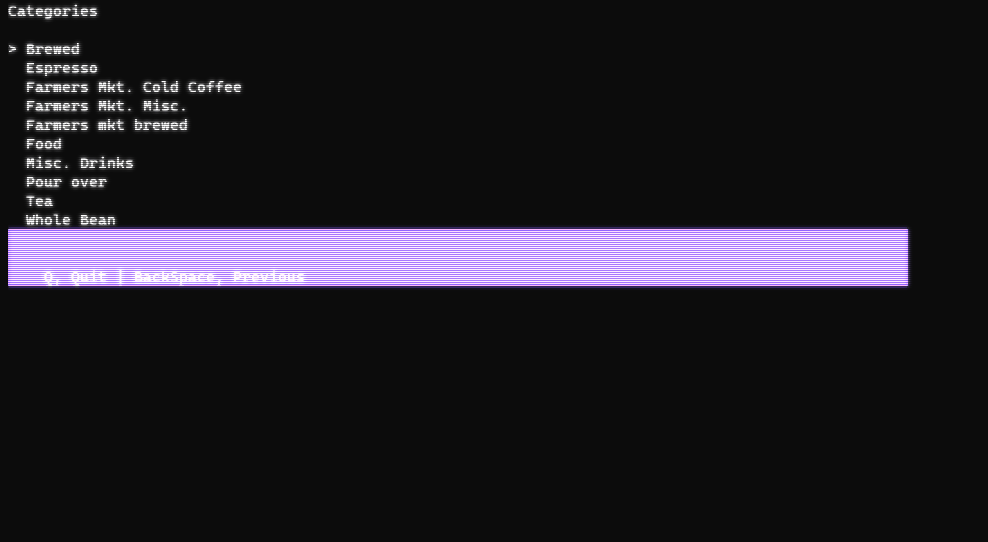 Categories
> Brewed
Espresso
Farmers Mkt. Cold Coffee
Farmers Mkt. Misc.
Farmers mkt brewed
Food
Misc. Drinks
Pour over
Tea
Whole Bean
Q, Quit | BackSpace, Previous